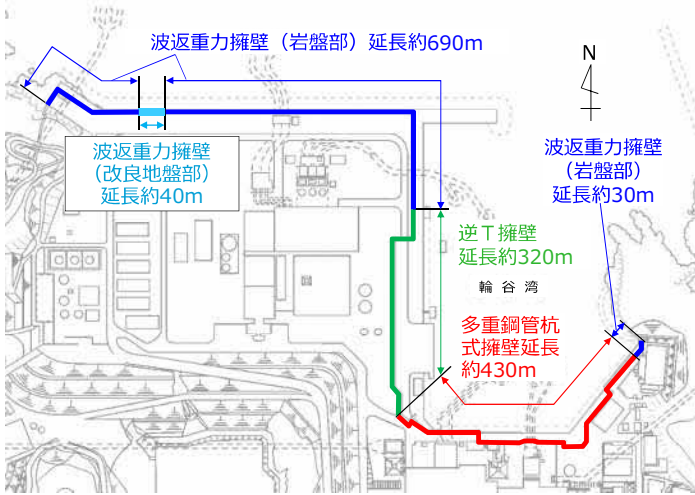 波返重力擁壁（岩盤部）延長約690m
N
波返重力擁壁
（改良地盤部）
延長約40m
波返重力擁壁
（岩盤部）
延長約30m
逆Ｔ擁壁
延長約320m
輪谷湾
多重鋼管杭
式擁壁延長
約430m